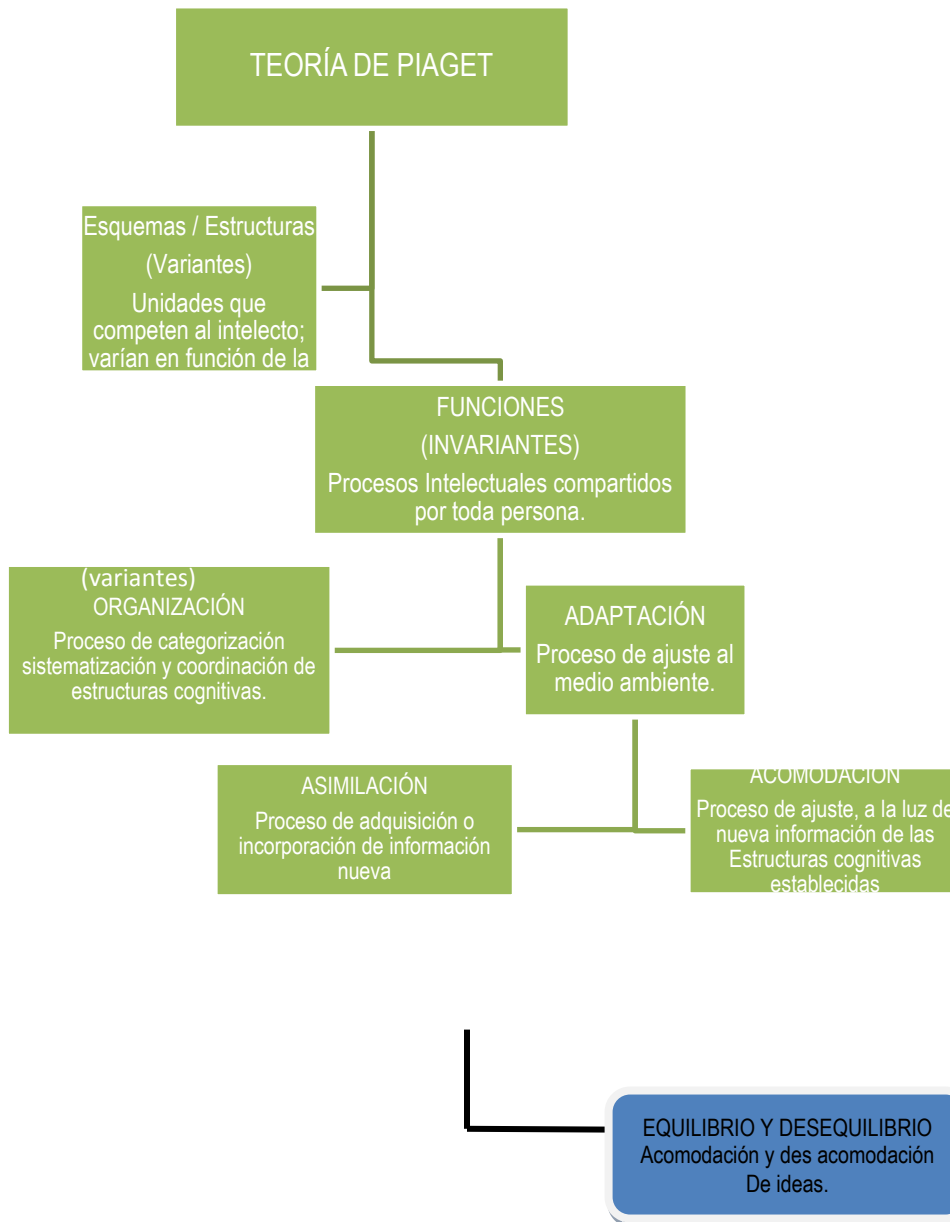 TEORÍA DE PIAGET
Esquemas / Estructuras
(Variantes)
Unidades que
competen al intelecto;
varían en función de la
FUNCIONES
(INVARIANTES)
Procesos Intelectuales compartidos
por toda persona.
(variantes)
ORGANIZACIÓN
Proceso de categorización
sistematización y coordinación de
estructuras cognitivas.
ADAPTACIÓN
Proceso de ajuste al
medio ambiente.
ASIMILACIÓN
Proceso de adquisición o
incorporación de información
nueva
ACOMODACIÓN
Proceso de ajuste, a la luz de
nueva información de las
Estructuras cognitivas
establecidas
EQUILIBRIO Y DESEQUILIBRIO
Acomodación y des acomodación
De ideas.